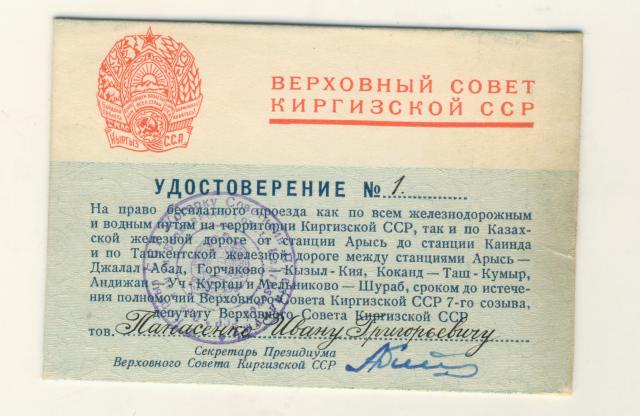 КЫРГЫЗ С.С.Р.
ВЕРХОВНЫЙ СОВЕТ
КИРГИЗСКОЙ ССР
УДОСТОВЕРЕНИЕ № 1.
На право бесплатного проезда как по всем железнодорожным
и водным путям на территории Киргизской ССР, так и по Казах-
ской железной дороге от станции Арысь до станции Каинда
и по Ташкентской железной дороге между станциями Арысь—
Джалал-Абад, Горчаково—Кызыл-Кия, Коканд—Таш-Кумыр,
Андижан—Уч-Курган и Мельниково—Шураб, сроком до истече-
ния полномочий Верховного Совета Киргизской ССР 7-го созыва,
депутату Верховного Совета Киргизской ССР
тов. Панасенко Ивану Григорьевичу
Секретарь Президиума
Верховного Совета Киргизской ССР